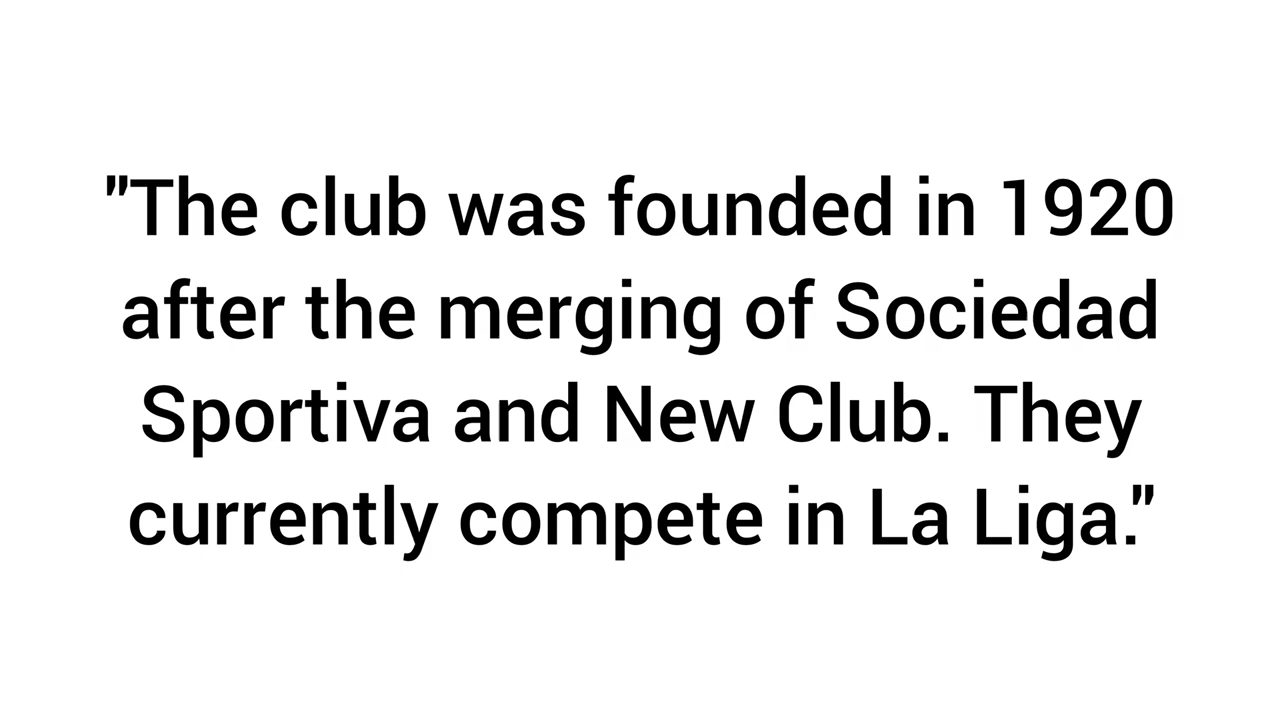 "The club was founded in 1920
after the merging of Sociedad
Sportiva and New Club. They
currently compete in La Liga."